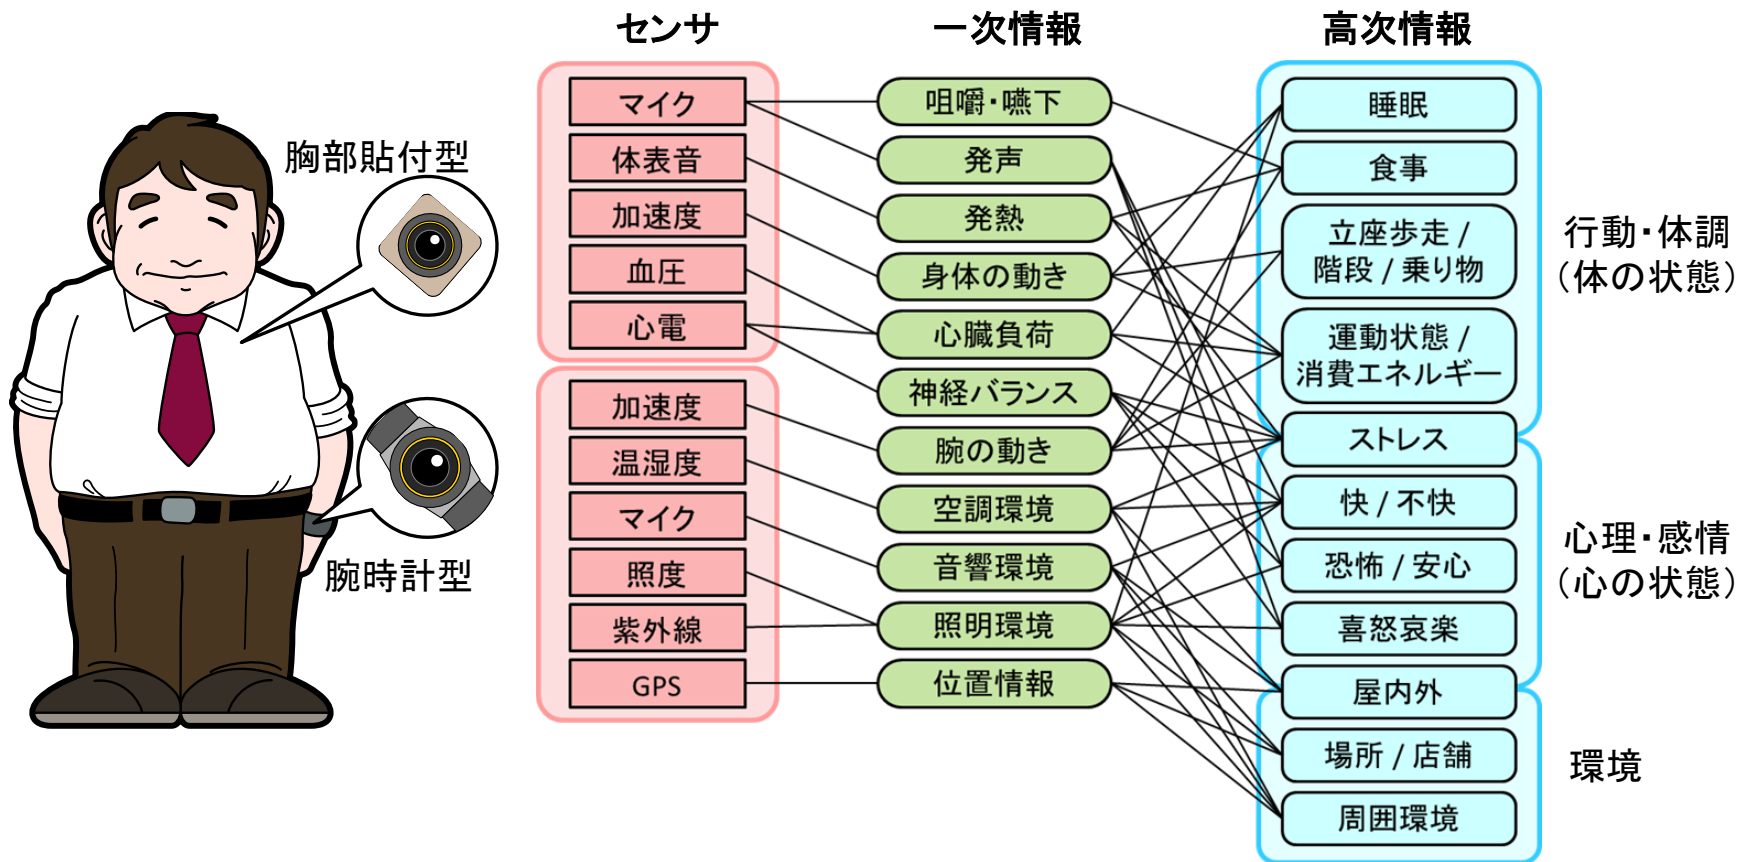 センサ
一次情報
高次情報
胸部貼付型
腕時計型
マイク
体表音
加速度
血圧
心電
加速度
温湿度
マイク
照度
紫外線
GPS
咀嚼・嚥下
発声
発熱
身体の動き
心臓負荷
神経バランス
腕の動き
空調環境
音響環境
照明環境
位置情報
睡眠
食事
立座歩走 /
階段 / 乗り物
運動状態 /
消費エネルギー
ストレス
快 / 不快
恐怖 / 安心
喜怒哀楽
屋内外
場所 / 店舗
周囲環境
行動・体調
（体の状態）
心理・感情
（心の状態）
環境